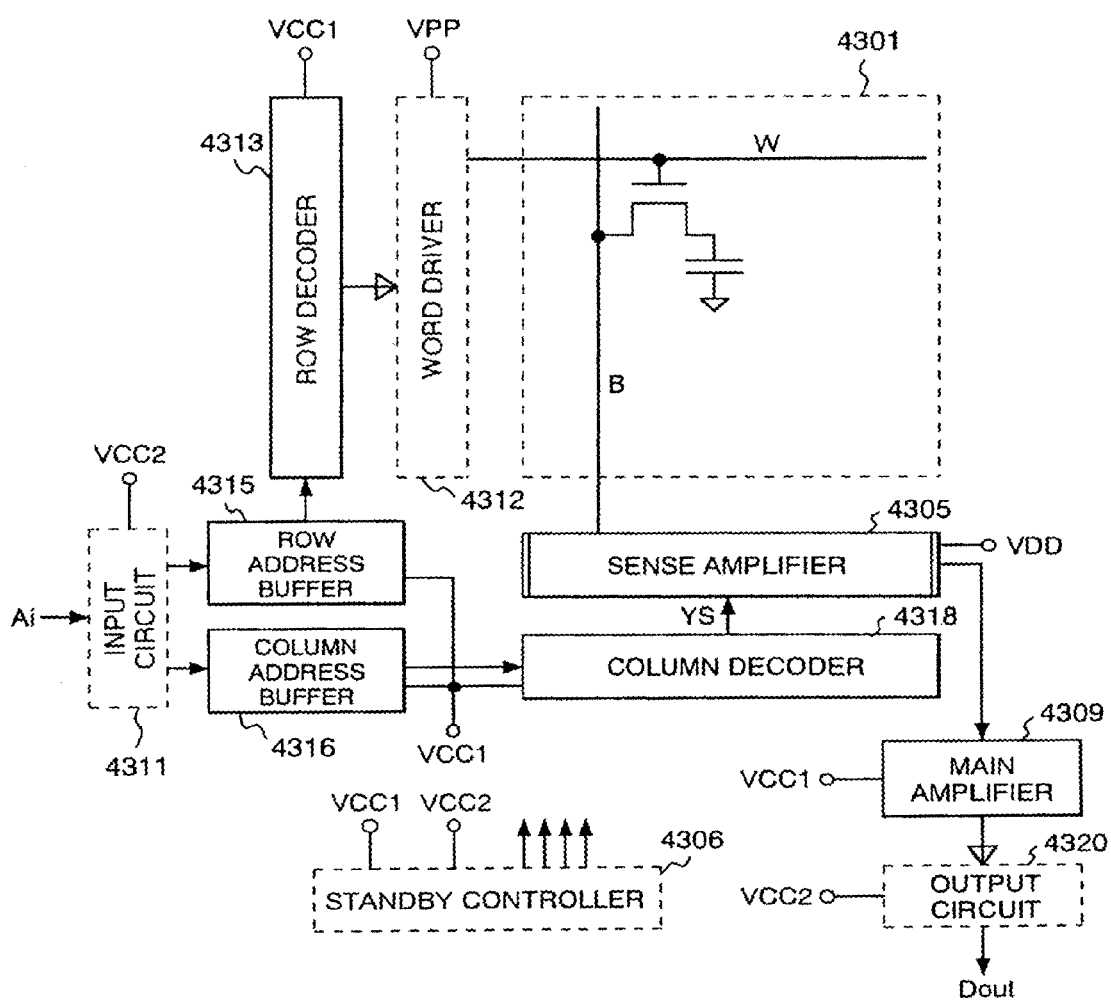 VCC1
VPP
4301
4313
ROW DECODER
WORD DRIVER
W
B
VCC2
4315
4312
4305
ROW
ADDRESS
BUFFER
SENSE AMPLIFIER
VDD
Ai
INPUT
CIRCUIT
YS
4318
COLUMN
ADDRESS
BUFFER
COLUMN DECODER
4311
4316
VCC1
4309
VCC1
MAIN
AMPLIFIER
VCC1
VCC2
4306
4320
STANDBY CONTROLLER
VCC2
OUTPUT
CIRCUIT
Dout